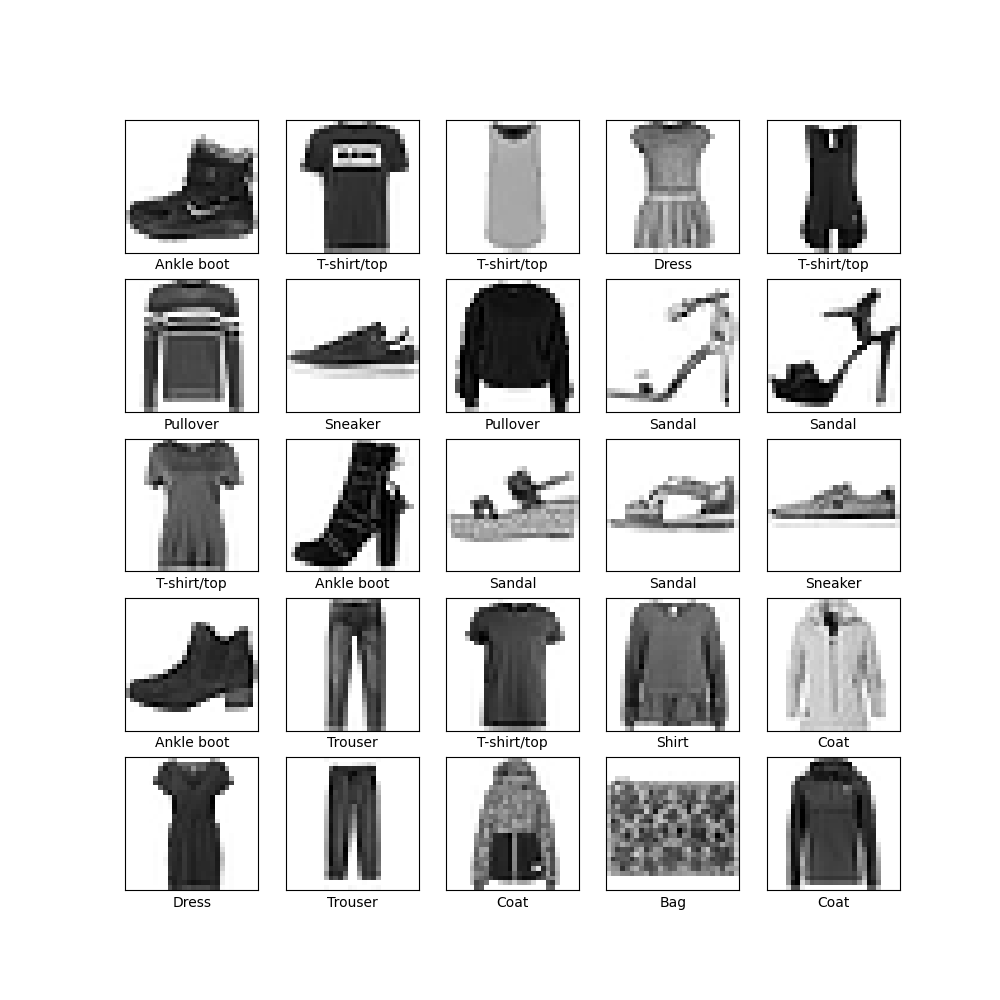 Ankle boot T-shirt/top T-shirt/top Dress T-shirt/top
Pullover Sneaker Pullover Sandal Sandal
T-shirt/top Ankle boot Sandal Sandal Sneaker
Ankle boot Trouser T-shirt/top Shirt Coat
Dress Trouser Coat Bag Coat